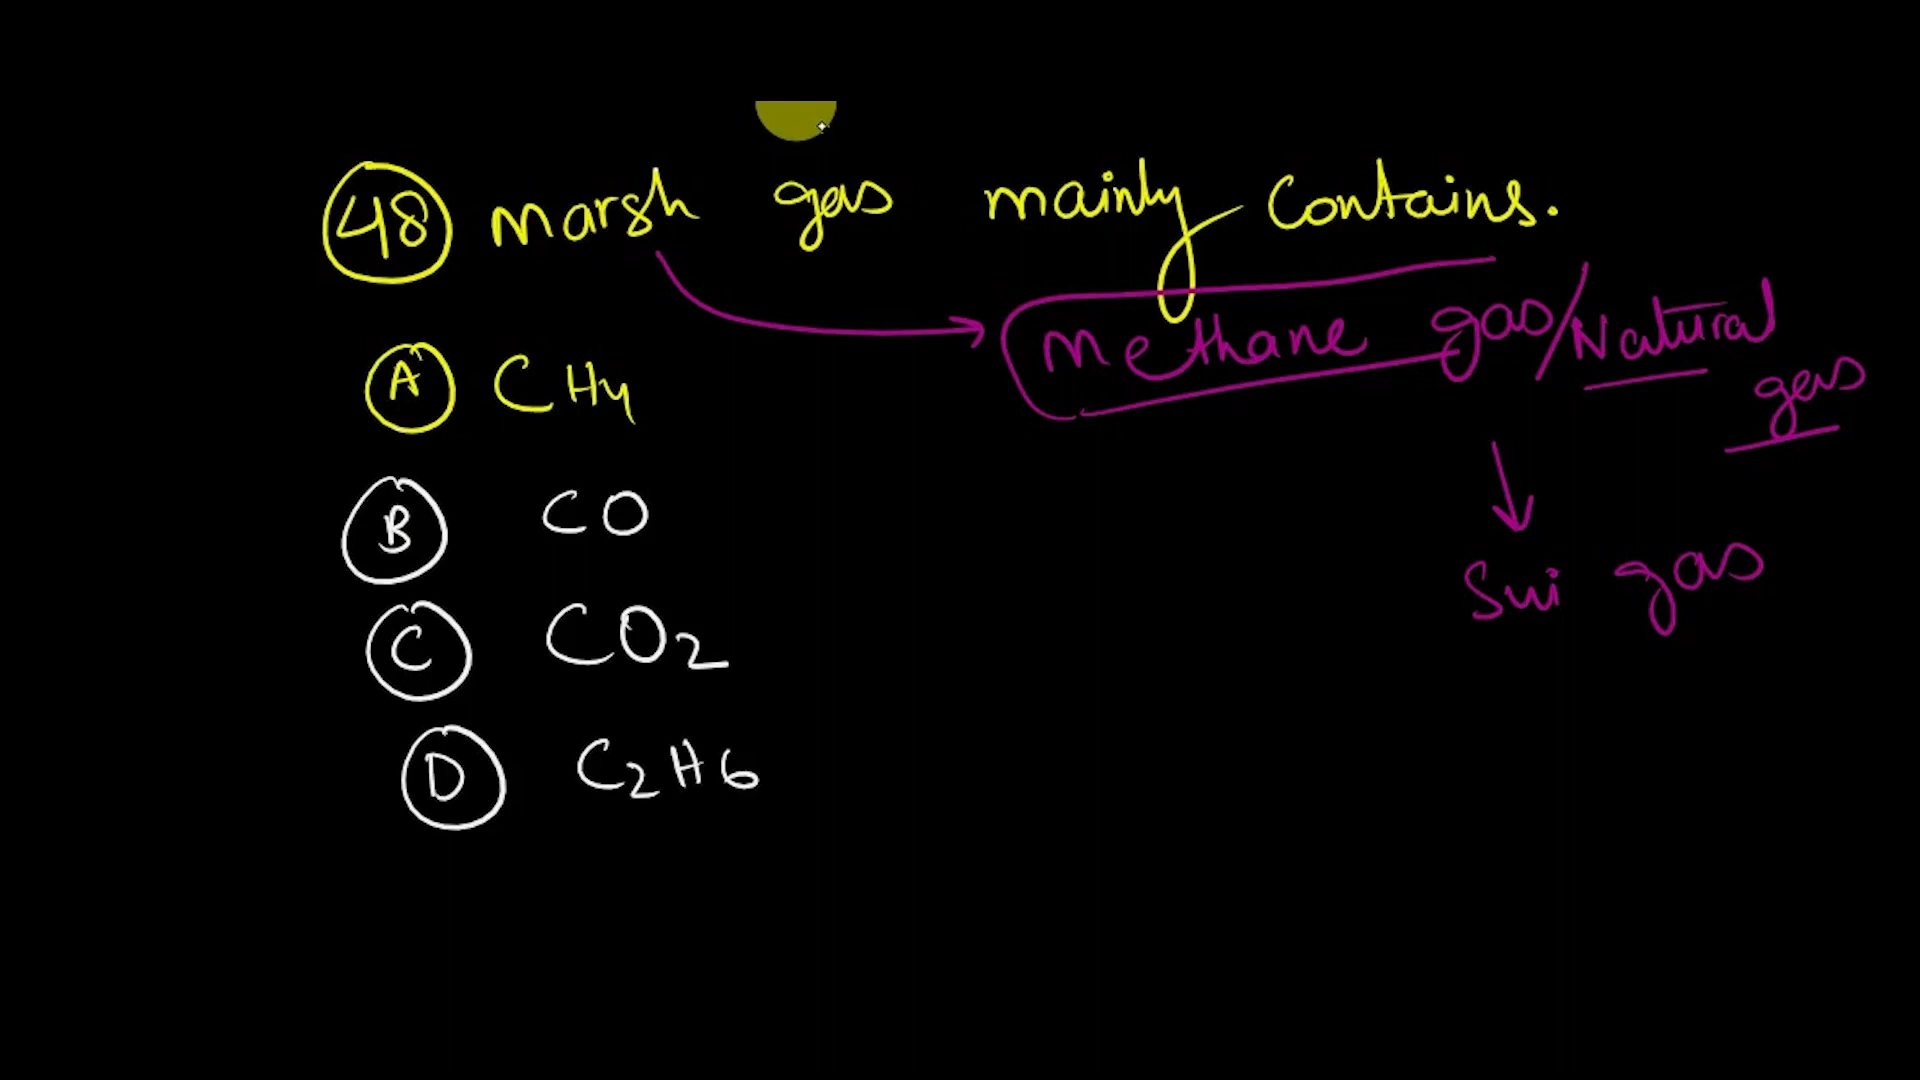 48 Marsh gas mainly Contains.
Methane gas/Natural
gas
A CH4
B CO
Sui gas
C CO2
D C2H6